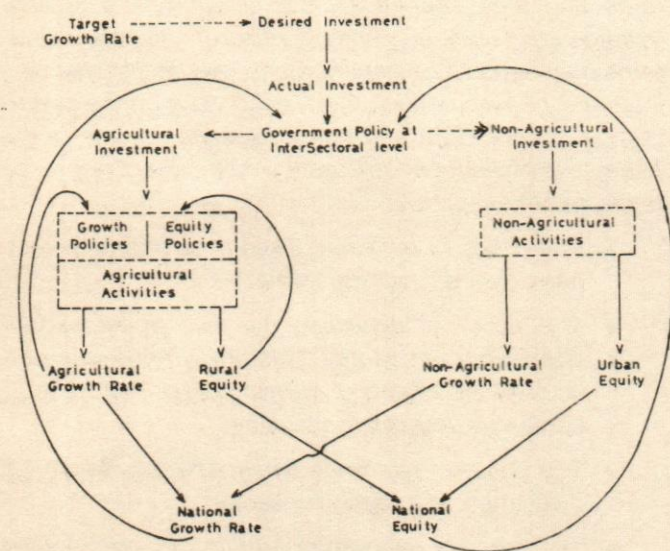 Target
Growth Rate
Desired Investment
Actual Investment
Agricultural
Investment
Government Policy at
InterSectoral level
Non-Agricultural
Investment
Growth
Policies
Equity
Policies
Agricultural
Activities
Non-Agricultural
Activities
Agricultural
Growth Rate
Rural
Equity
Non-Agricultural
Growth Rate
Urban
Equity
National
Growth Rate
National
Equity